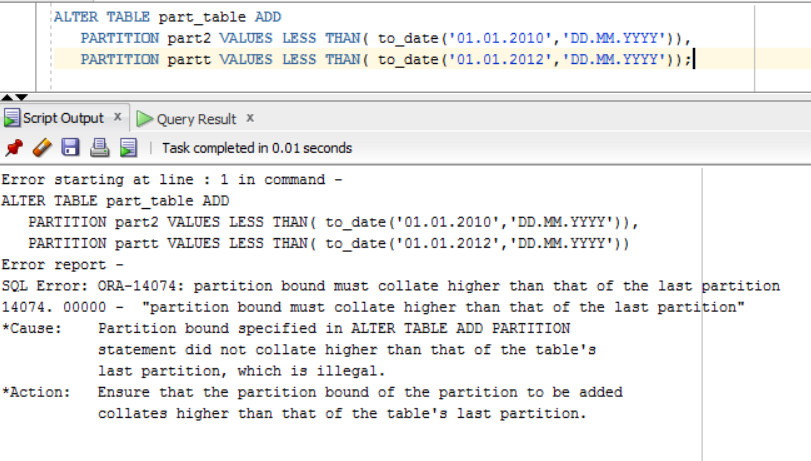 ALTER TABLE part_table ADD
PARTITION part2 VALUES LESS THAN( to_date('01.01.2010','DD.MM.YYYY')),
PARTITION partt VALUES LESS THAN( to_date('01.01.2012','DD.MM.YYYY'));
Script Output x Query Result x
Task completed in 0.01 seconds
Error starting at line : 1 in command -
ALTER TABLE part_table ADD
PARTITION part2 VALUES LESS THAN( to_date('01.01.2010','DD.MM.YYYY')),
PARTITION partt VALUES LESS THAN( to_date('01.01.2012','DD.MM.YYYY'))
Error report -
SQL Error: ORA-14074: partition bound must collate higher than that of the last partition
14074. 00000 - "partition bound must collate higher than that of the last partition"
*Cause: Partition bound specified in ALTER TABLE ADD PARTITION
statement did not collate higher than that of the table's
last partition, which is illegal.
*Action: Ensure that the partition bound of the partition to be added
collates higher than that of the table's last partition.